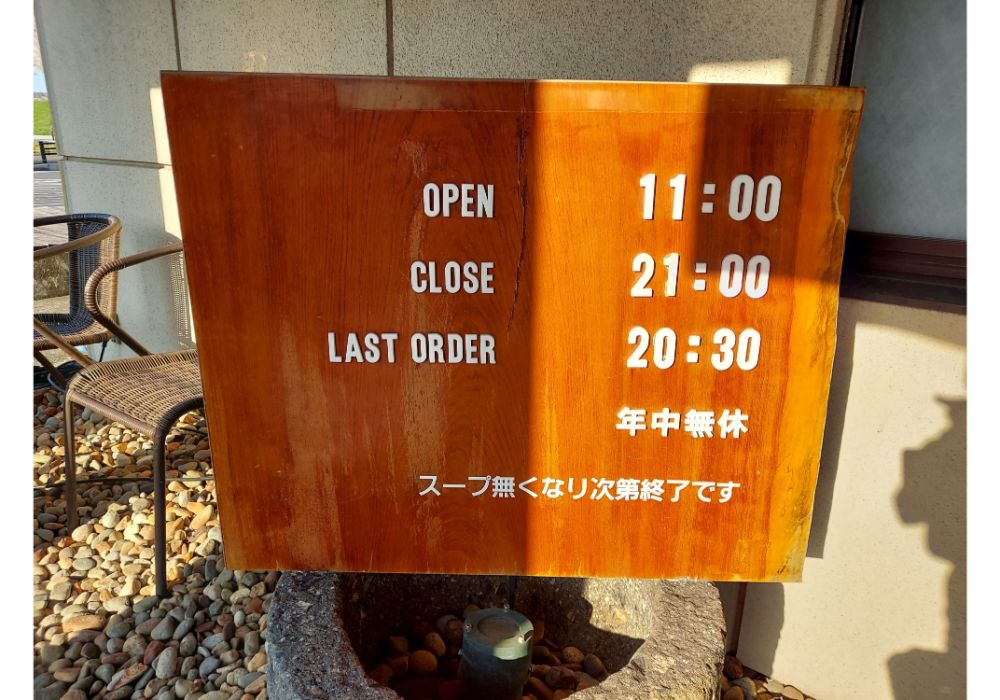 OPEN 11:00
CLOSE 21:00
LAST ORDER 20:30
年中無休
スープ無くなり次第終了です